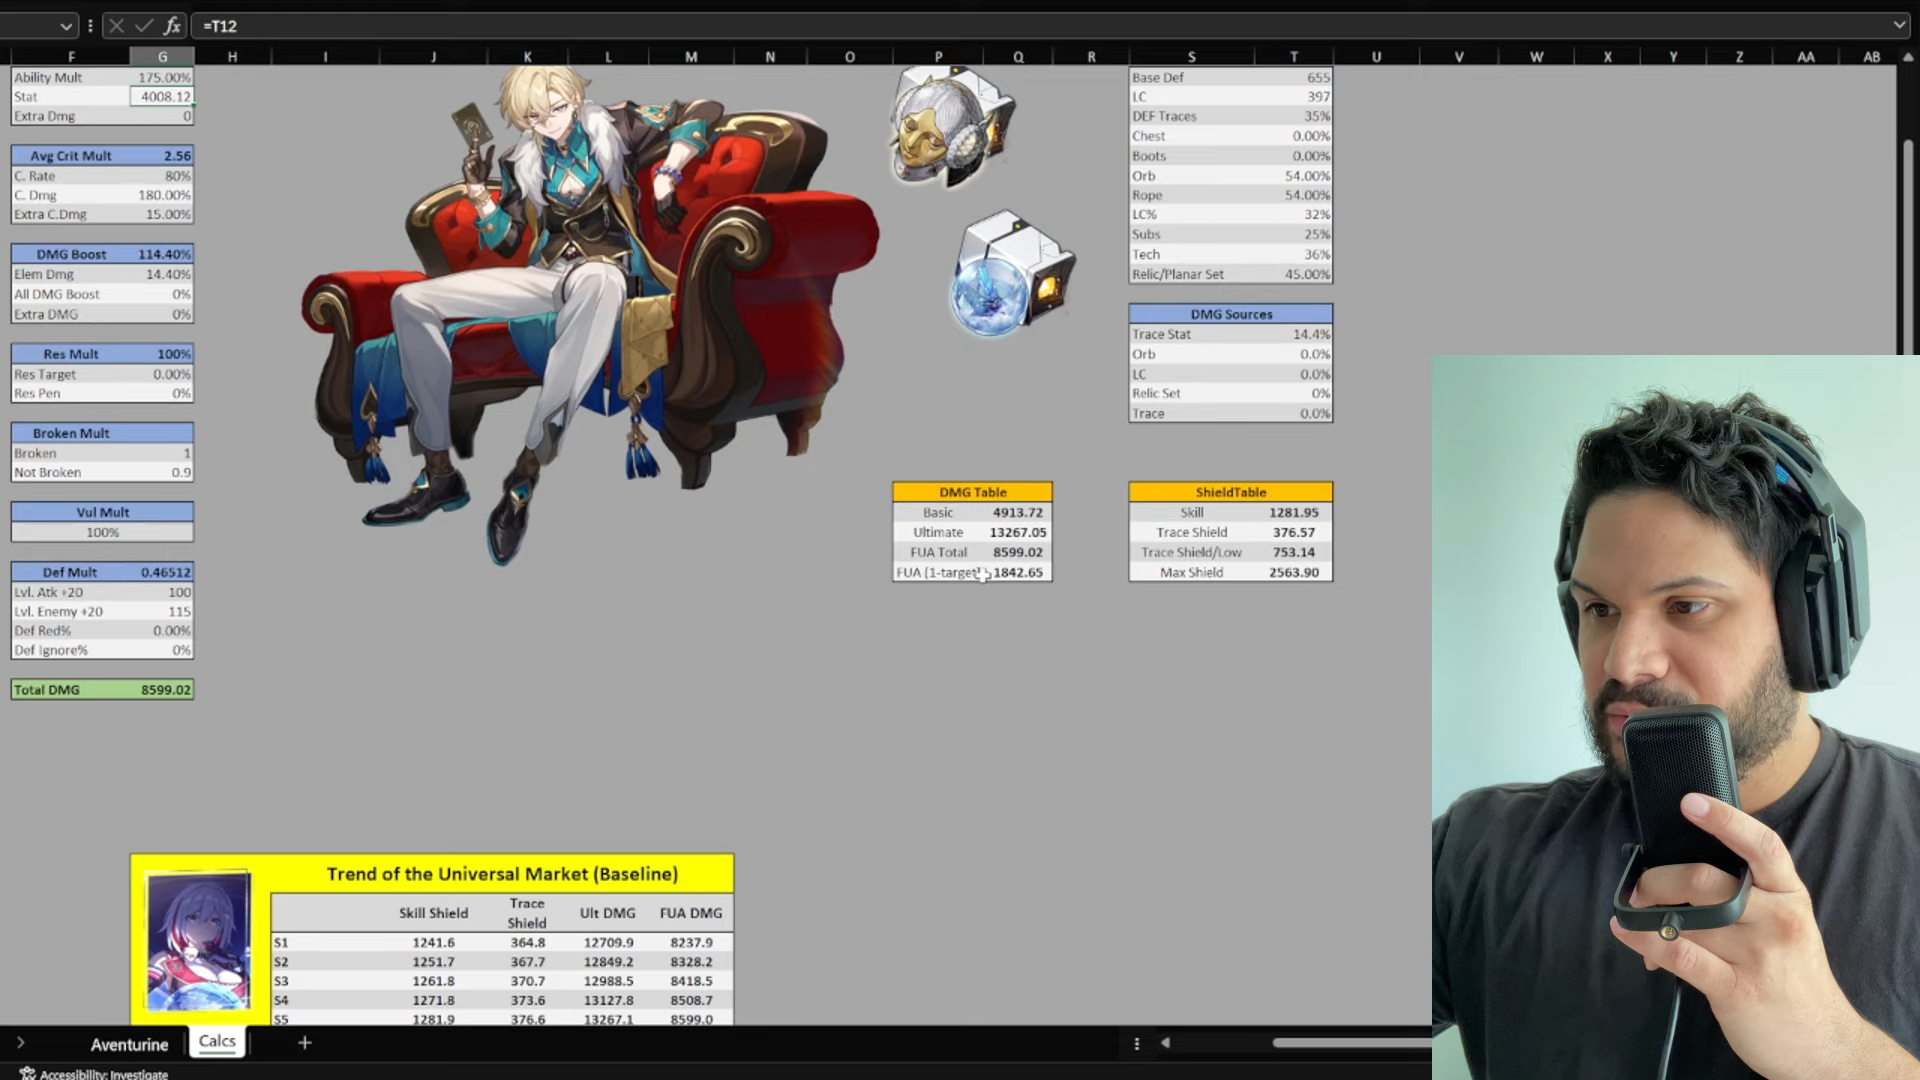 =T12
F G H I J K L M N O P Q R S T U V W X Y Z AA AB
Ability Mult 175.00%
Stat 4008.12
Extra Dmg 0
Avg Crit Mult 2.56
C. Rate 80%
C. Dmg 180.00%
Extra C.Dmg 15.00%
DMG Boost 114.40%
Elem Dmg 14.40%
All DMG Boost 0%
Extra DMG 0%
Res Mult 100%
Res Target 0.00%
Res Pen 0%
Broken Mult
Broken 1
Not Broken 0.9
Vul Mult
100%
Def Mult 0.46512
Lvl. Atk +20 100
Lvl. Enemy +20 115
Def Red% 0.00%
Def Ignore% 0%
Total DMG 8599.02
Base Def 655
LC 397
DEF Traces 35%
Chest 0.00%
Boots 0.00%
Orb 54.00%
Rope 54.00%
LC% 32%
Subs 25%
Tech 36%
Relic/Planar Set 45.00%
DMG Sources
Trace Stat 14.4%
Orb 0.0%
LC 0.0%
Relic Set 0%
Trace 0.0%
DMG Table
Basic 4913.72
Ultimate 13267.05
FUA Total 8599.02
FUA (1-target) 1842.65
ShieldTable
Skill 1281.95
Trace Shield 376.57
Trace Shield/Low 753.14
Max Shield 2563.90
Trend of the Universal Market (Baseline)
Skill Shield Trace Shield Ult DMG FUA DMG
S1 1241.6 364.8 12709.9 8237.9
S2 1251.7 367.7 12849.2 8328.2
S3 1261.8 370.7 12988.5 8418.5
S4 1271.8 373.6 13127.8 8508.7
S5 1281.9 376.6 13267.1 8599.0
Aventurine Calcs
Accessibility: Investigate